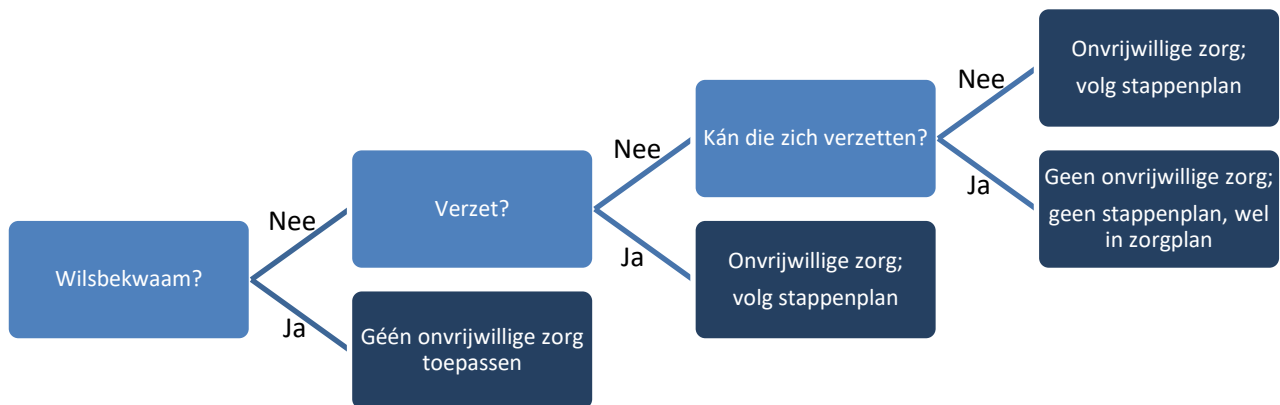 Wilsbekwaam?
Nee
Ja
Verzet?
Géén onvrijwillige zorg
toepassen
Nee
Ja
Kán die zich verzetten?
Onvrijwillige zorg;
volg stappenplan
Nee
Ja
Onvrijwillige zorg;
volg stappenplan
Geen onvrijwillige zorg;
geen stappenplan, wel
in zorgplan